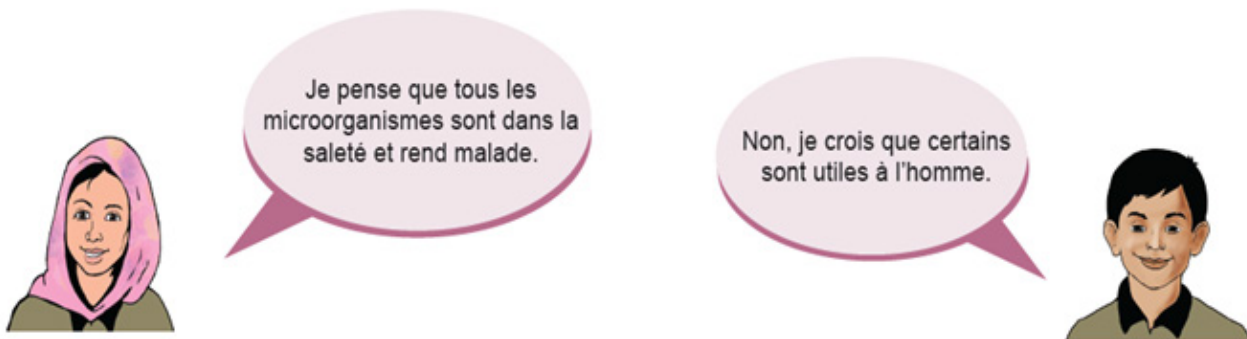 Je pense que tous les
microorganismes sont dans la
saleté et rend malade.
Non, je crois que certains
sont utiles à l'homme.